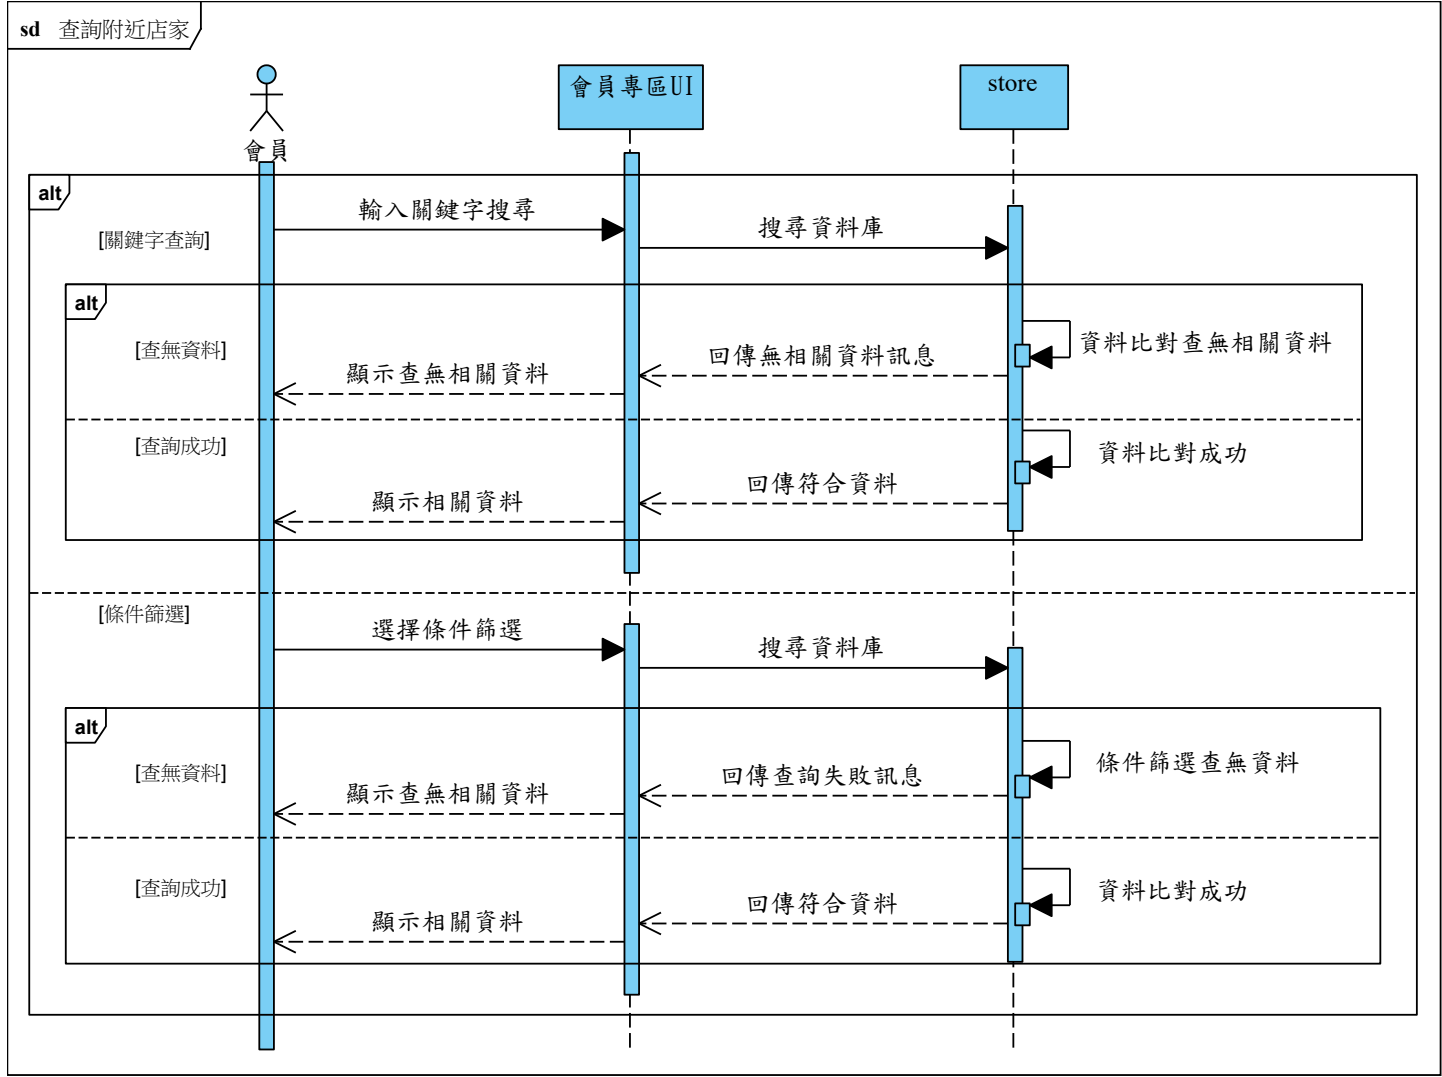 sd 查詢附近店家
會員
會員專區UI
store
alt
[關鍵字查詢]
輸入關鍵字搜尋
搜尋資料庫
alt
[查無資料]
資料比對查無相關資料
回傳無相關資料訊息
顯示查無相關資料
[查詢成功]
資料比對成功
回傳符合資料
顯示相關資料
[條件篩選]
選擇條件篩選
搜尋資料庫
alt
[查無資料]
條件篩選查無資料
回傳查詢失敗訊息
顯示查無相關資料
[查詢成功]
資料比對成功
回傳符合資料
顯示相關資料